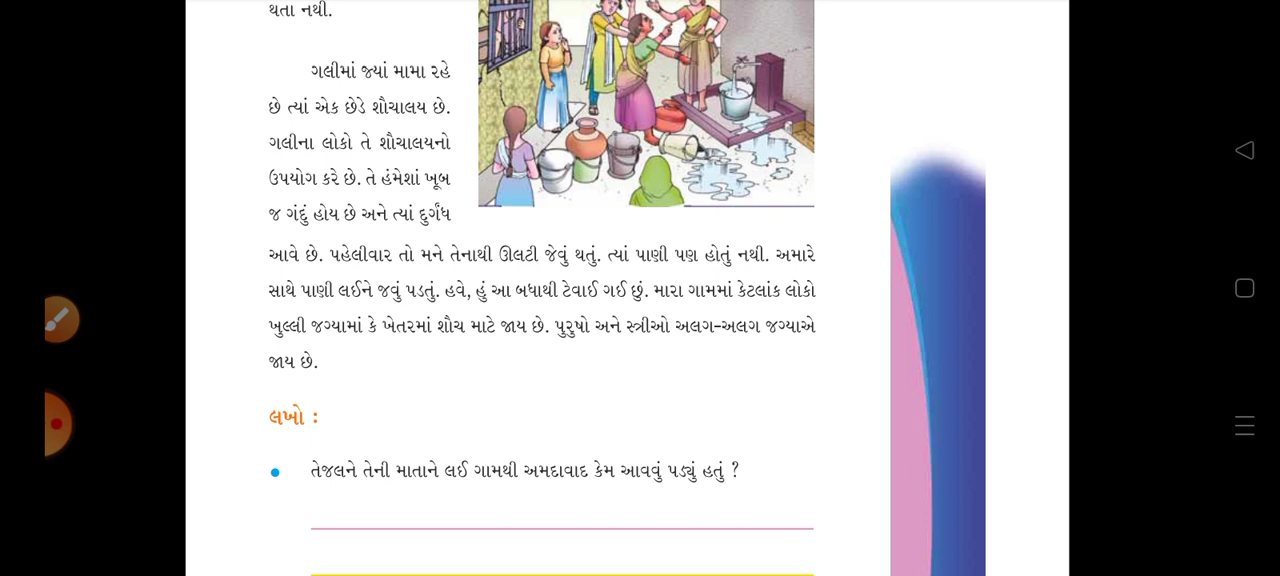 થતા નથી.
ગલીમાં જ્યાં મામા રહે
છે ત્યાં એક છેડે શૌચાલય છે.
ગલીના લોકો તે શૌચાલયનો
ઉપયોગ કરે છે. તે હંમેશાં ખૂબ
જ ગંદું હોય છે અને ત્યાં દુર્ગંધ
આવે છે. પહેલીવાર તો મને તેનાથી ઊલટી જેવું થતું. ત્યાં પાણી પણ હોતું નથી. અમારે
સાથે પાણી લઈને જવું પડતું. હવે, હું આ બધાથી ટેવાઈ ગઈ છું. મારા ગામમાં કેટલાંક લોકો
ખુલ્લી જગ્યામાં કે ખેતરમાં શૌચ માટે જાય છે. પુરુષો અને સ્ત્રીઓ અલગ-અલગ જગ્યાએ
જાય છે.
લખો :
• તેજલને તેની માતાને લઈ ગામથી અમદાવાદ કેમ આવવું પડ્યું હતું ?